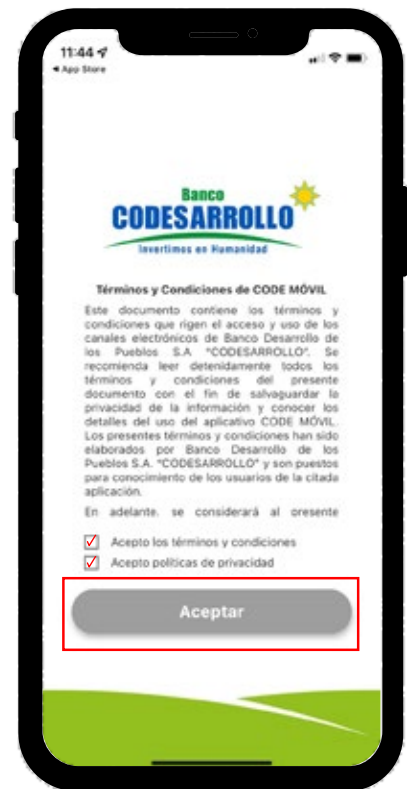 11:44
◀ App Store
Banco
CODESARROLLO
Invertimos en Humanidad
Términos y Condiciones de CODE MÓVIL
Este documento contiene los términos y
condiciones que rigen el acceso y uso de los
canales electrónicos de Banco Desarrollo de
los Pueblos S.A "CODESARROLLO". Se
recomienda leer detenidamente todos los
términos y condiciones del presente
documento con el fin de salvaguardar la
privacidad de la información y conocer los
detalles del uso del aplicativo CODE MÓVIL.
Los presentes términos y condiciones han sido
elaborados por Banco Desarrollo de los
Pueblos S.A. "CODESARROLLO" y son puestos
para conocimiento de los usuarios de la citada
aplicación.
En adelante, se considerará al presente
Acepto los términos y condiciones
Acepto políticas de privacidad
Aceptar